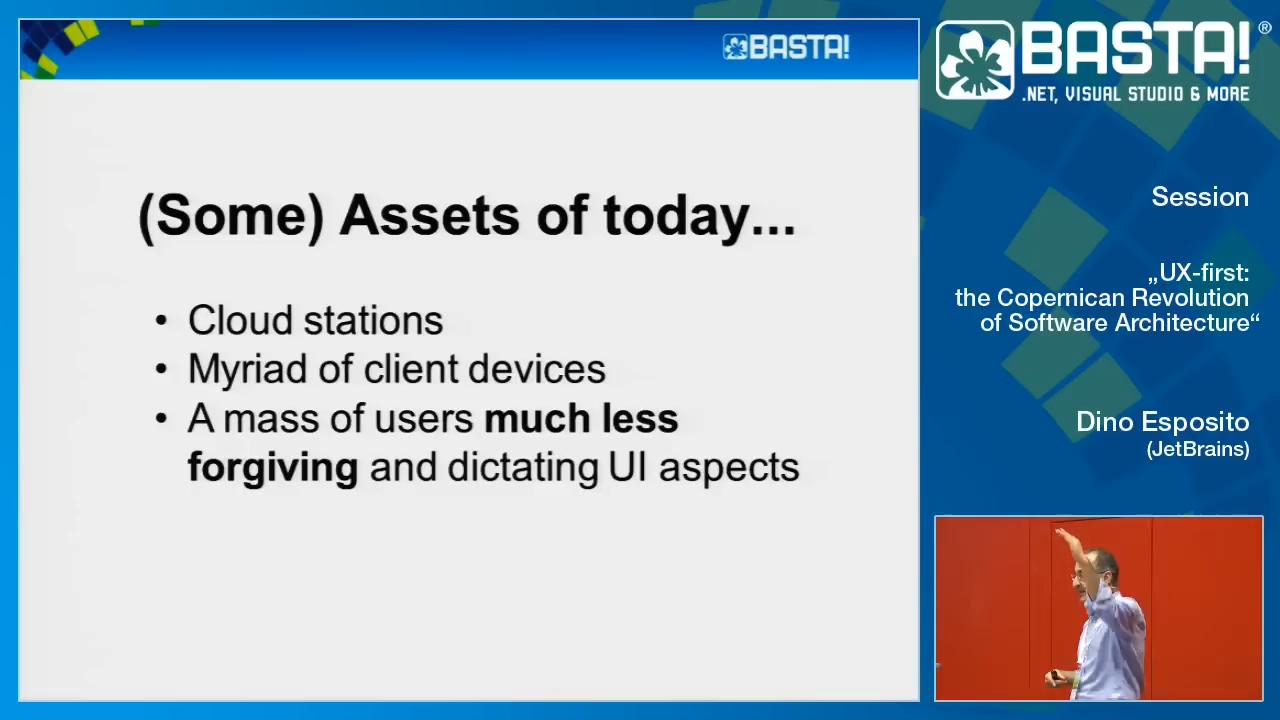 BASTA!
(Some) Assets of today...
• Cloud stations
• Myriad of client devices
• A mass of users much less
forgiving and dictating UI aspects
BASTA!®
.NET, VISUAL STUDIO & MORE
Session
„UX-first:
the Copernican Revolution
of Software Architecture“
Dino Esposito
(JetBrains)